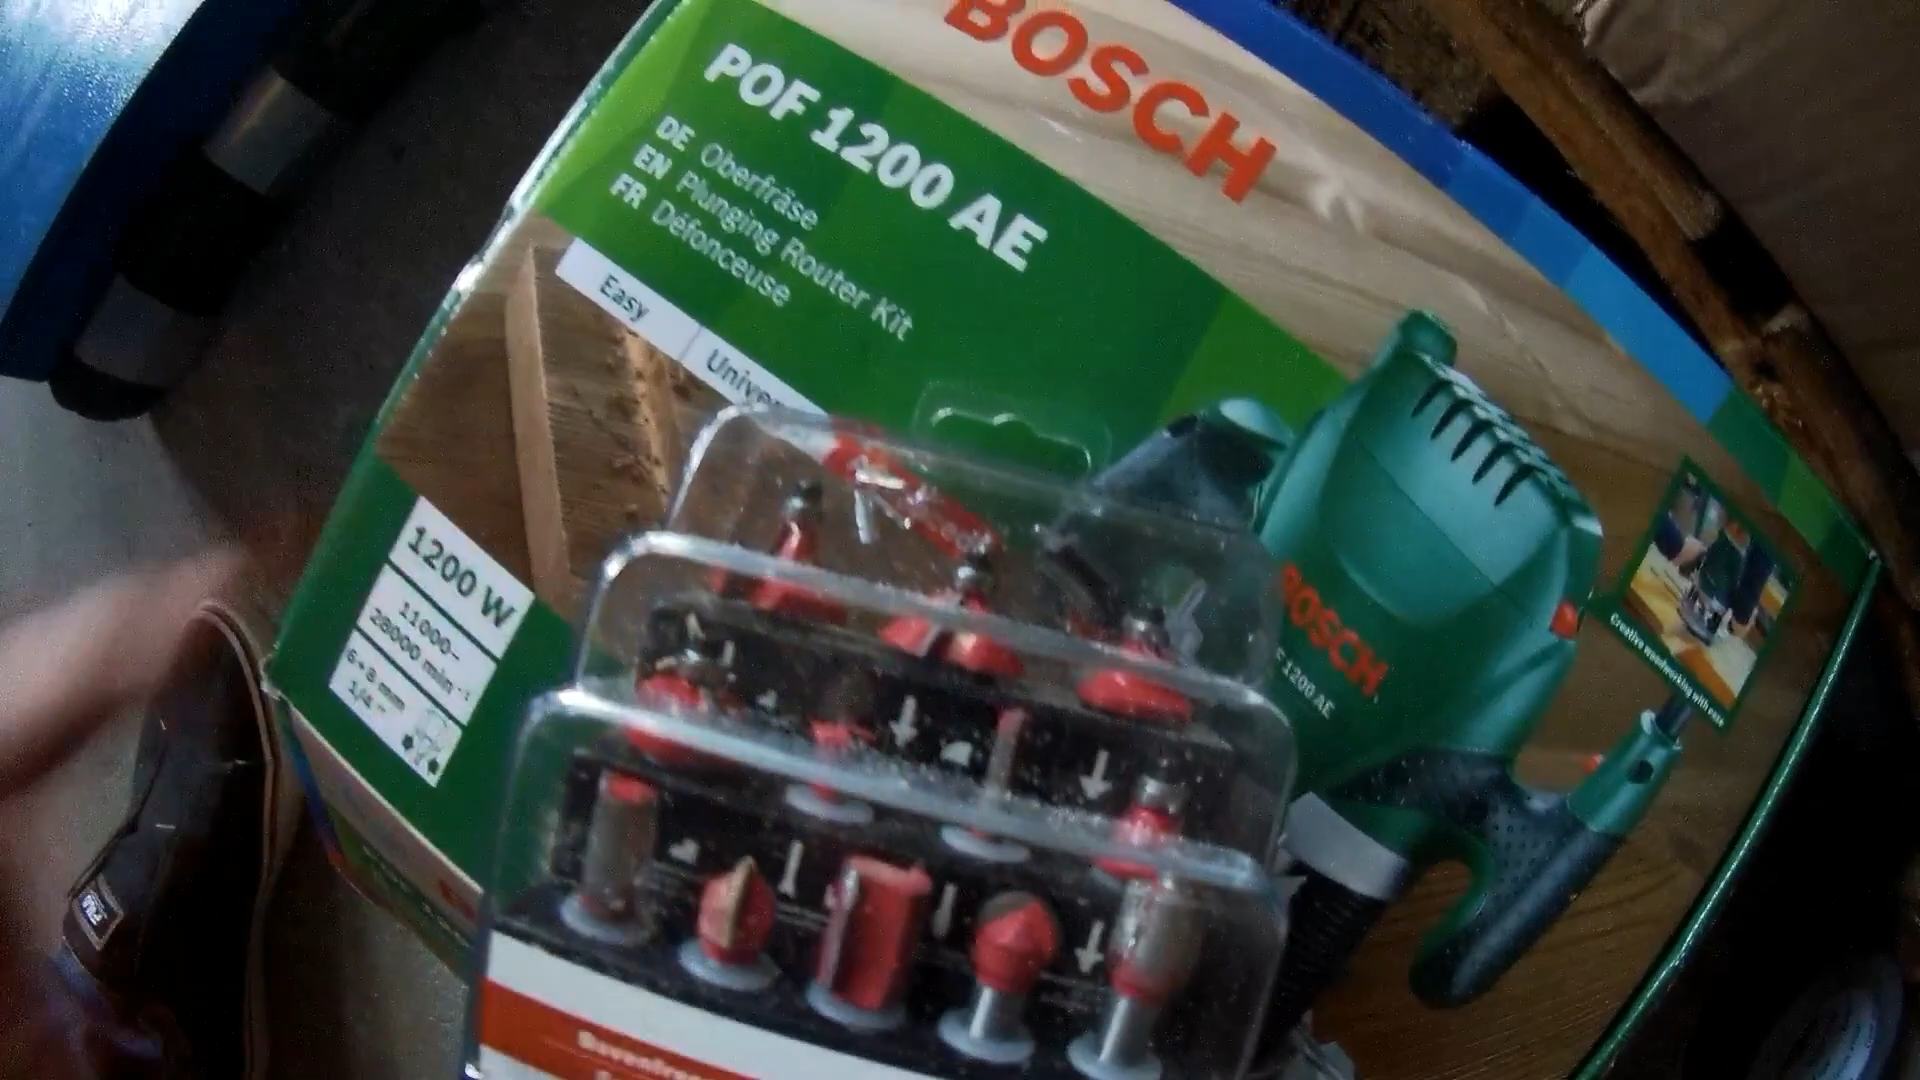 BOSCH
POF 1200 AE
DE Oberfräse
EN Plunging Router Kit
FR Défonceuse
Easy
1200 W
11000-
28000 min⁻¹
6+8 mm
1/4"
BOSCH
1200 AE
Creative woodworking with ease